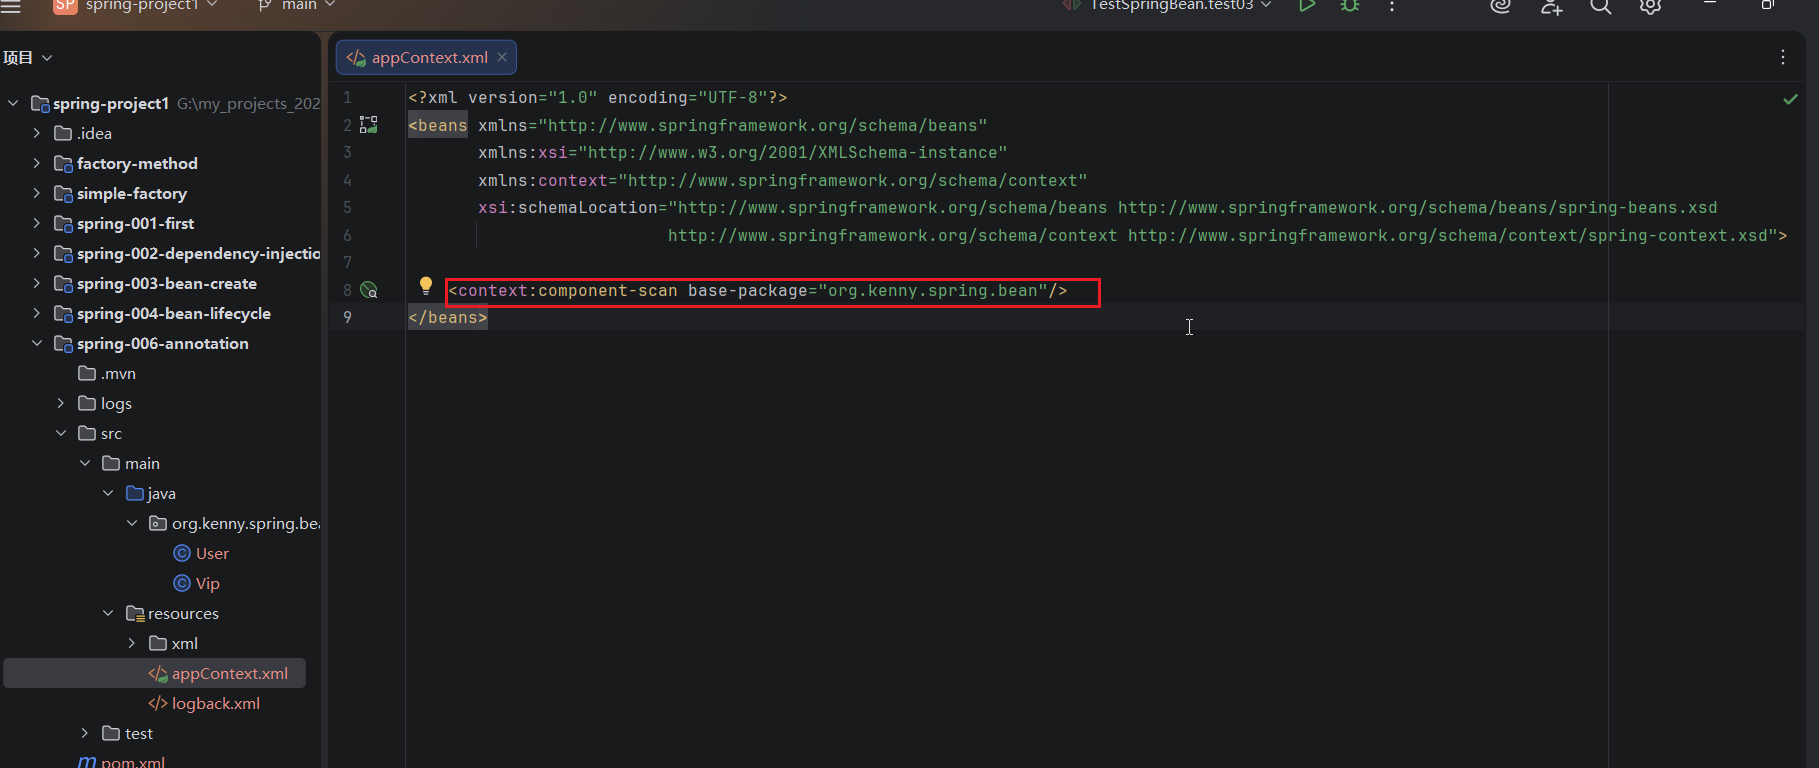 SP spring-project1 main TestSpringBean.test03
项目
appContext.xml
spring-project1 G:\my_projects_202
.idea
factory-method
simple-factory
spring-001-first
spring-002-dependency-injectio
spring-003-bean-create
spring-004-bean-lifecycle
spring-006-annotation
.mvn
logs
src
main
java
org.kenny.spring.bea
User
Vip
resources
xml
appContext.xml
logback.xml
test
pom.xml
1 <?xml version="1.0" encoding="UTF-8"?>
2 <beans xmlns="http://www.springframework.org/schema/beans"
3 xmlns:xsi="http://www.w3.org/2001/XMLSchema-instance"
4 xmlns:context="http://www.springframework.org/schema/context"
5 xsi:schemaLocation="http://www.springframework.org/schema/beans http://www.springframework.org/schema/beans/spring-beans.xsd
6 http://www.springframework.org/schema/context http://www.springframework.org/schema/context/spring-context.xsd">
7
8 <context:component-scan base-package="org.kenny.spring.bean"/>
9 </beans>